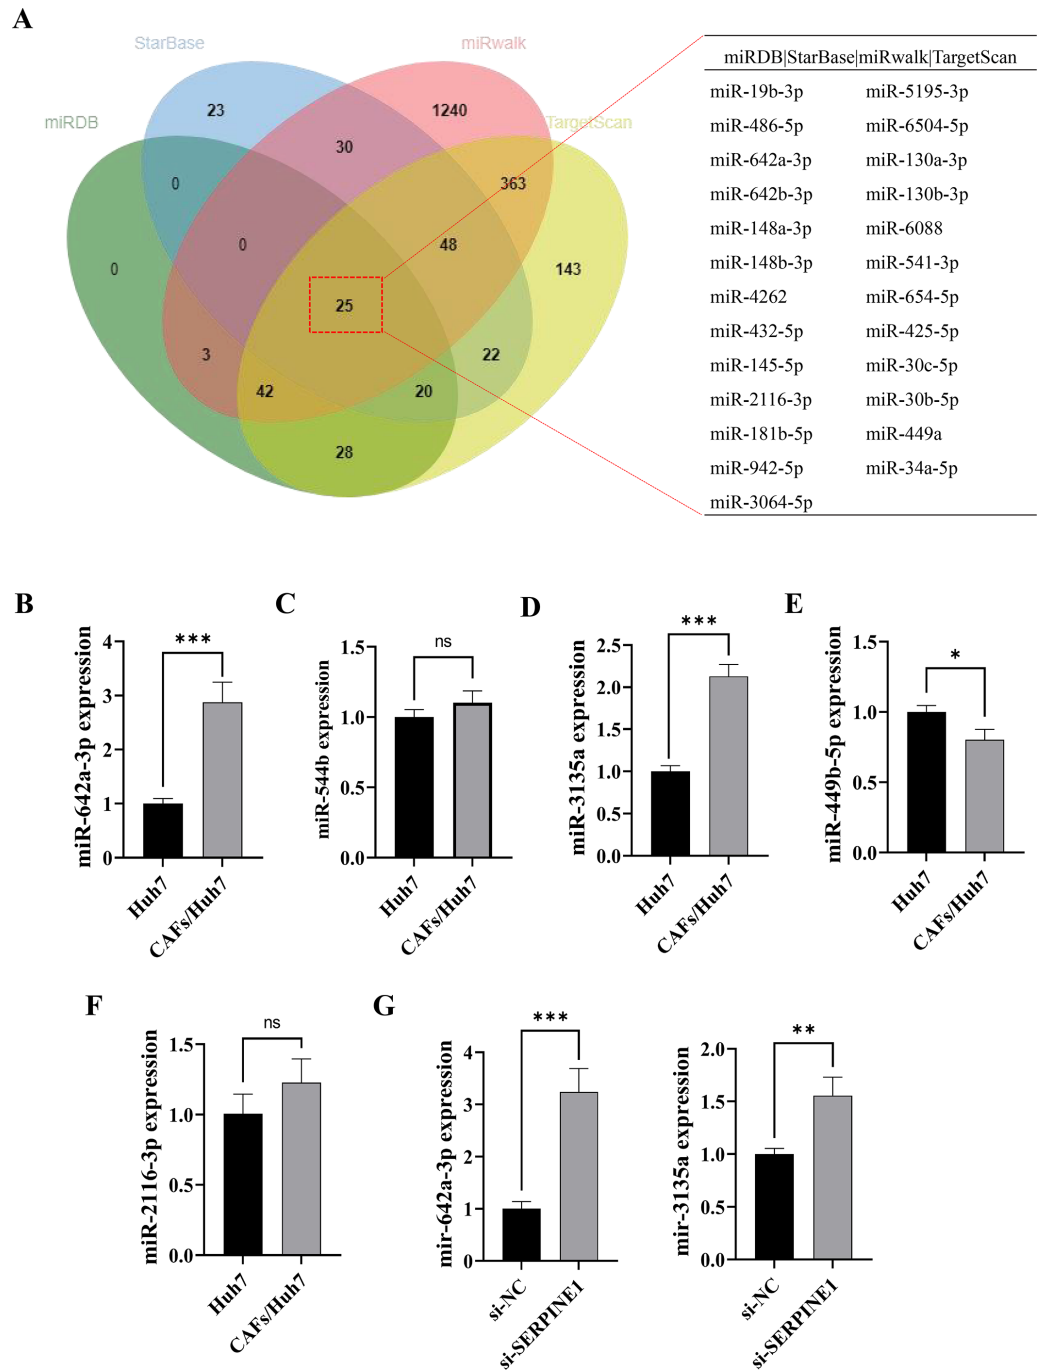 A
StarBase
miRwalk
miRDB
TargetScan
23
1240
30
0
363
0
48
0
143
25
3
22
42
20
28
miRDB|StarBase|miRwalk|TargetScan
miR-19b-3p miR-5195-3p
miR-486-5p miR-6504-5p
miR-642a-3p miR-130a-3p
miR-642b-3p miR-130b-3p
miR-148a-3p miR-6088
miR-148b-3p miR-541-3p
miR-4262 miR-654-5p
miR-432-5p miR-425-5p
miR-145-5p miR-30c-5p
miR-2116-3p miR-30b-5p
miR-181b-5p miR-449a
miR-942-5p miR-34a-5p
miR-3064-5p
B
miR-642a-3p expression
4
3
2
1
0
***
Huh7
CAFs/Huh7
C
miR-544b expression
1.5
1.0
0.5
0.0
ns
Huh7
CAFs/Huh7
D
miR-3135a expression
2.5
2.0
1.5
1.0
0.5
0.0
***
Huh7
CAFs/Huh7
E
miR-449b-5p expression
1.5
1.0
0.5
0.0
*
Huh7
CAFs/Huh7
F
miR-2116-3p expression
1.5
1.0
0.5
0.0
ns
Huh7
CAFs/Huh7
G
mir-642a-3p expression
4
3
2
1
0
***
si-NC
si-SERPINE1
mir-3135a expression
2.0
1.5
1.0
0.5
0.0
**
si-NC
si-SERPINE1